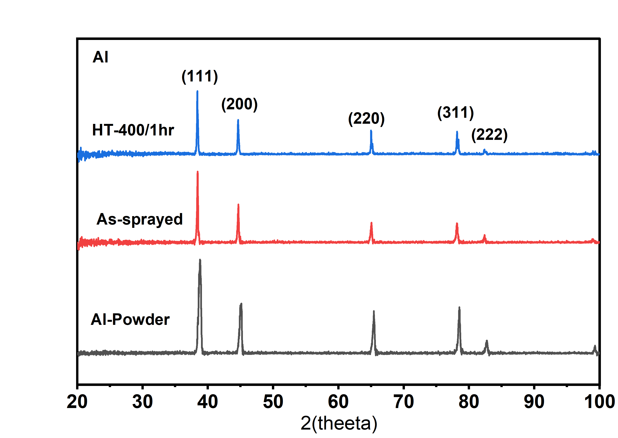 Al
(111)
(200)
(220)
(311)
(222)
HT-400/1hr
As-sprayed
Al-Powder
20 30 40 50 60 70 80 90 100
2(theeta)